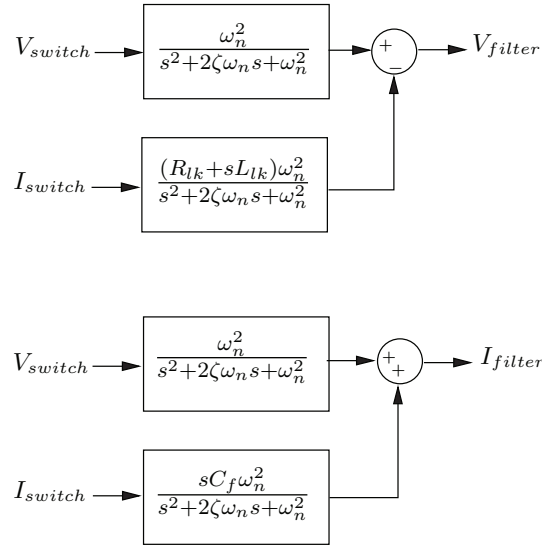 V_{switch} \frac{\omega_n^2}{s^2+2\zeta\omega_n s+\omega_n^2} + − V_{filter}
I_{switch} \frac{(R_{lk}+sL_{lk})\omega_n^2}{s^2+2\zeta\omega_n s+\omega_n^2}
V_{switch} \frac{\omega_n^2}{s^2+2\zeta\omega_n s+\omega_n^2} + + I_{filter}
I_{switch} \frac{sC_f\omega_n^2}{s^2+2\zeta\omega_n s+\omega_n^2}